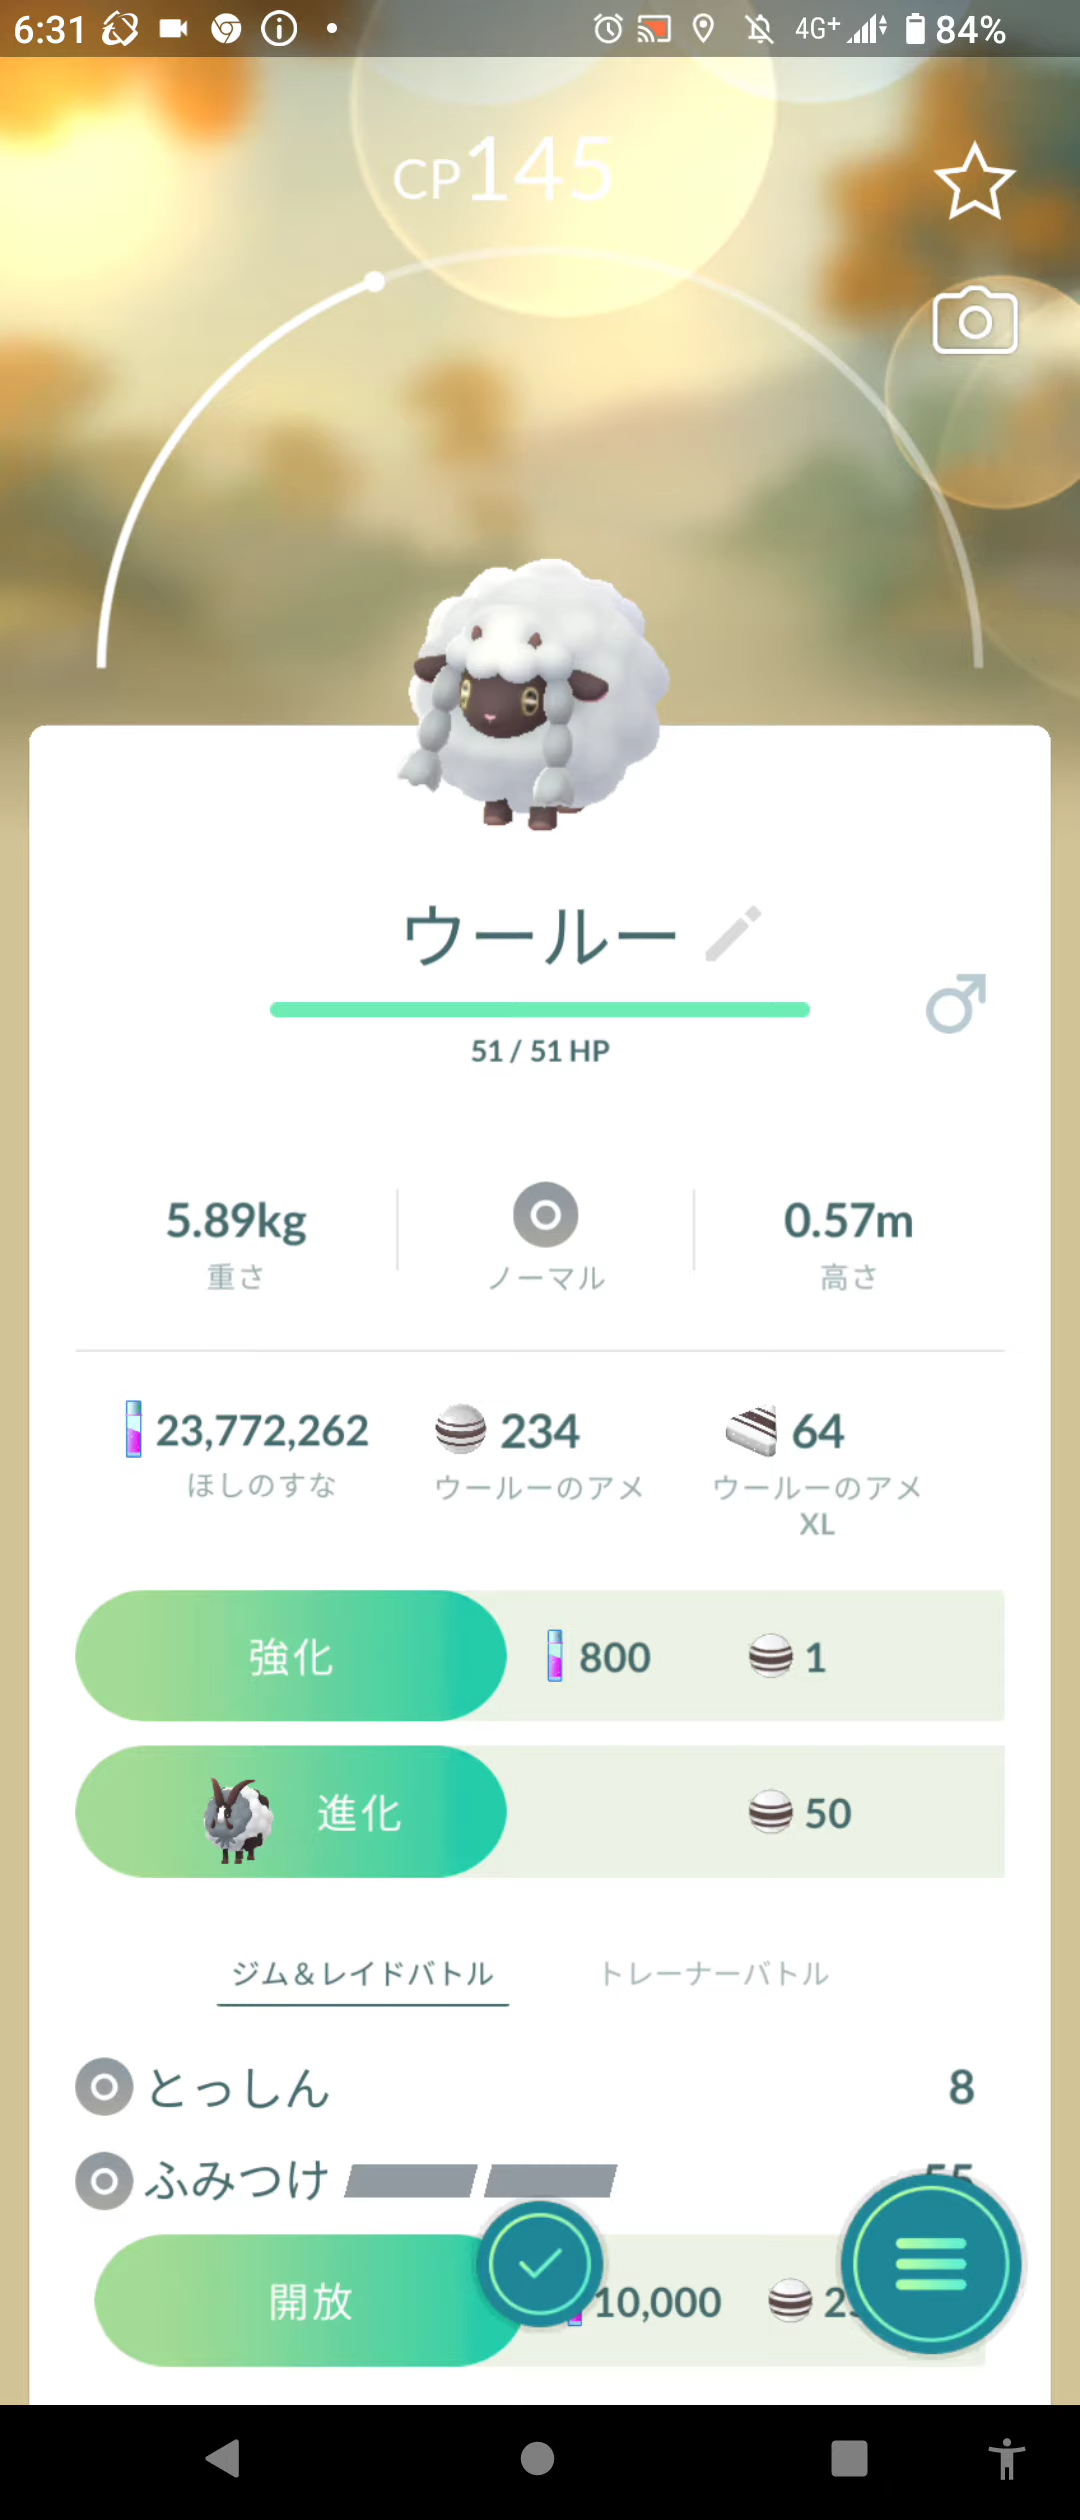 6:31 4G+ 84%
CP145
ウールー
51 / 51 HP
5.89kg
重さ
ノーマル
0.57m
高さ
23,772,262
ほしのすな
234
ウールーのアメ
64
ウールーのアメ
XL
強化 800 1
進化 50
ジム&レイドバトル トレーナーバトル
とっしん 8
ふみつけ 55
開放 10,000